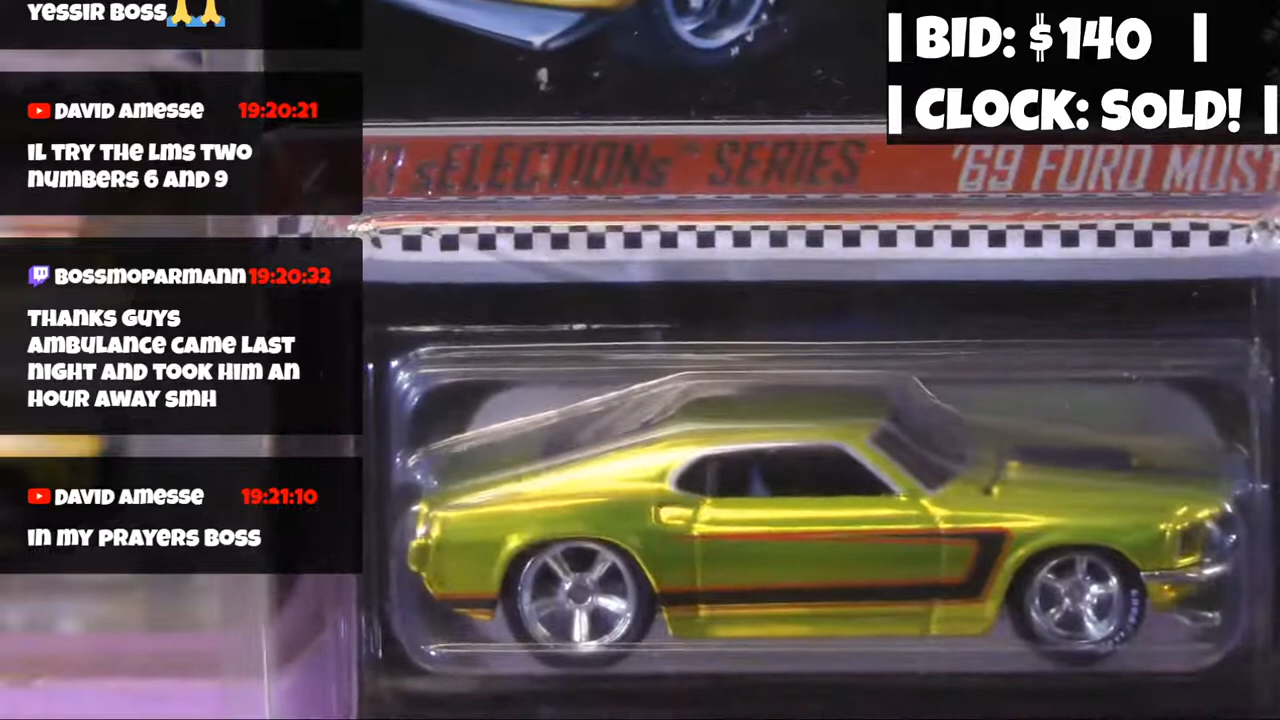 YESSIR BOSS🙏🙏
DAVID AMESSE 19:20:21
IL TRY THE LMS TWO
NUMBERS 6 AND 9
BOSSMOPARMANN 19:20:32
THANKS GUYS
AMBULANCE CAME LAST
NIGHT AND TOOK HIM AN
HOUR AWAY SMH
DAVID AMESSE 19:21:10
IN MY PRAYERS BOSS
| BID: $140 |
| CLOCK: SOLD! |
sELECTIONs™ SERIES
'69 FORD MUST